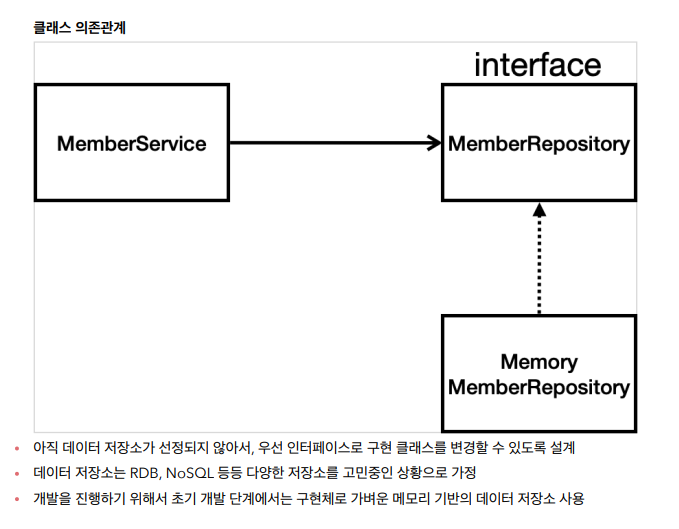 클래스 의존관계
interface
MemberService
MemberRepository
Memory
MemberRepository
아직 데이터 저장소가 선정되지 않아서, 우선 인터페이스로 구현 클래스를 변경할 수 있도록 설계
데이터 저장소는 RDB, NoSQL 등등 다양한 저장소를 고민중인 상황으로 가정
개발을 진행하기 위해서 초기 개발 단계에서는 구현체로 가벼운 메모리 기반의 데이터 저장소 사용